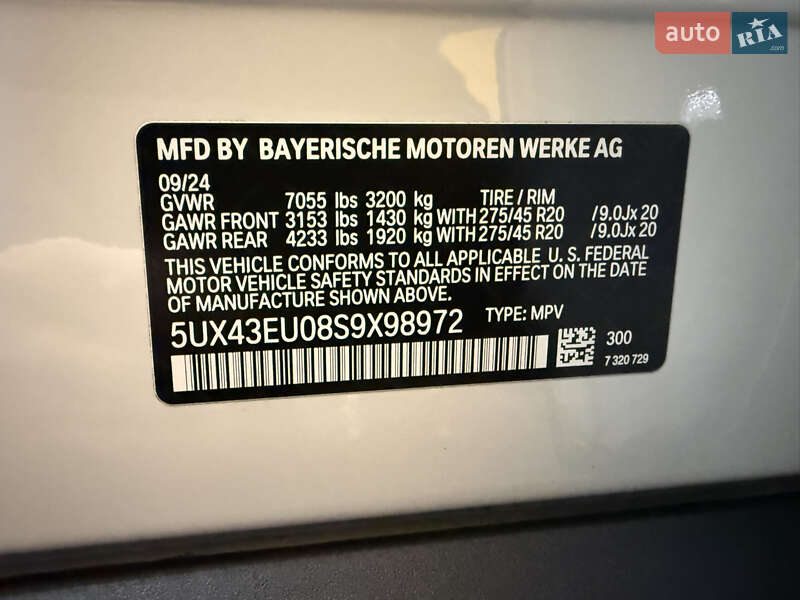 auto RIA
.com
MFD BY BAYERISCHE MOTOREN WERKE AG
09/24
GVWR 7055 lbs 3200 kg TIRE / RIM
GAWR FRONT 3153 lbs 1430 kg WITH 275/45 R20 / 9.0Jx 20
GAWR REAR 4233 lbs 1920 kg WITH 275/45 R20 / 9.0Jx 20
THIS VEHICLE CONFORMS TO ALL APPLICABLE U. S. FEDERAL
MOTOR VEHICLE SAFETY STANDARDS IN EFFECT ON THE DATE
OF MANUFACTURE SHOWN ABOVE.
5UX43EU08S9X98972 TYPE: MPV
300
7 320 729